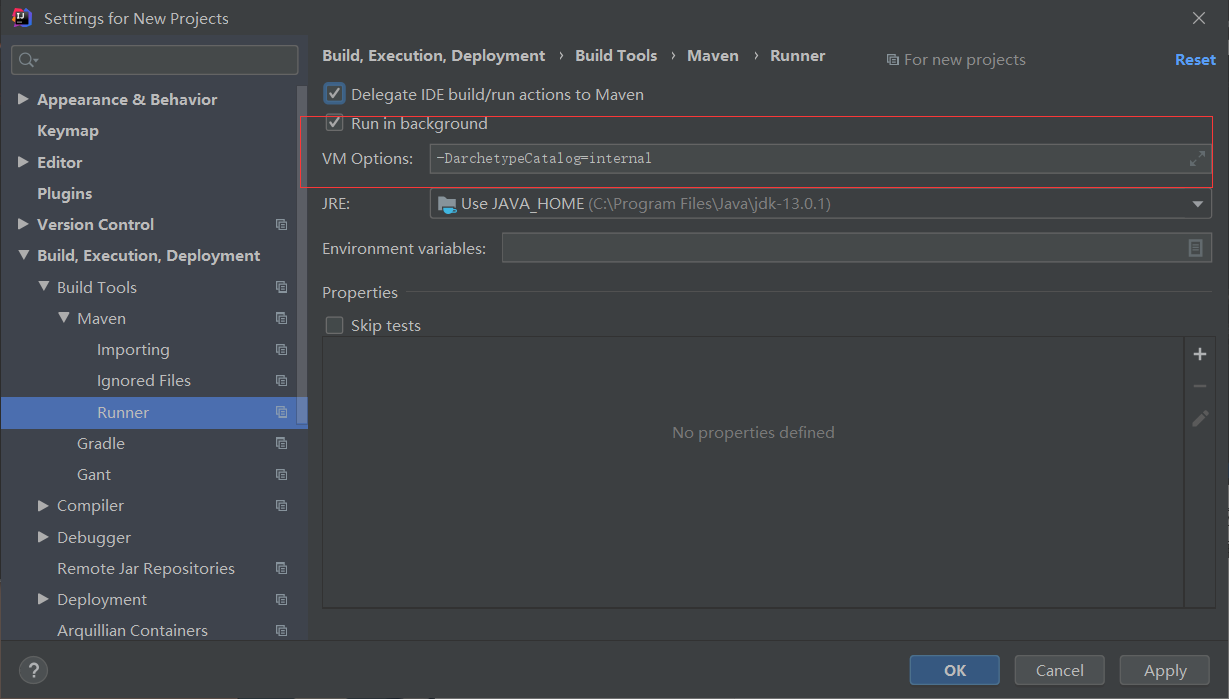 Settings for New Projects
Build, Execution, Deployment › Build Tools › Maven › Runner
For new projects
Reset
Appearance & Behavior
Keymap
Editor
Plugins
Version Control
Build, Execution, Deployment
Build Tools
Maven
Importing
Ignored Files
Runner
Gradle
Gant
Compiler
Debugger
Remote Jar Repositories
Deployment
Arquillian Containers
Delegate IDE build/run actions to Maven
Run in background
VM Options: -DarchetypeCatalog=internal
JRE: Use JAVA_HOME (C:\Program Files\Java\jdk-13.0.1)
Environment variables:
Properties
Skip tests
No properties defined
?
OK
Cancel
Apply